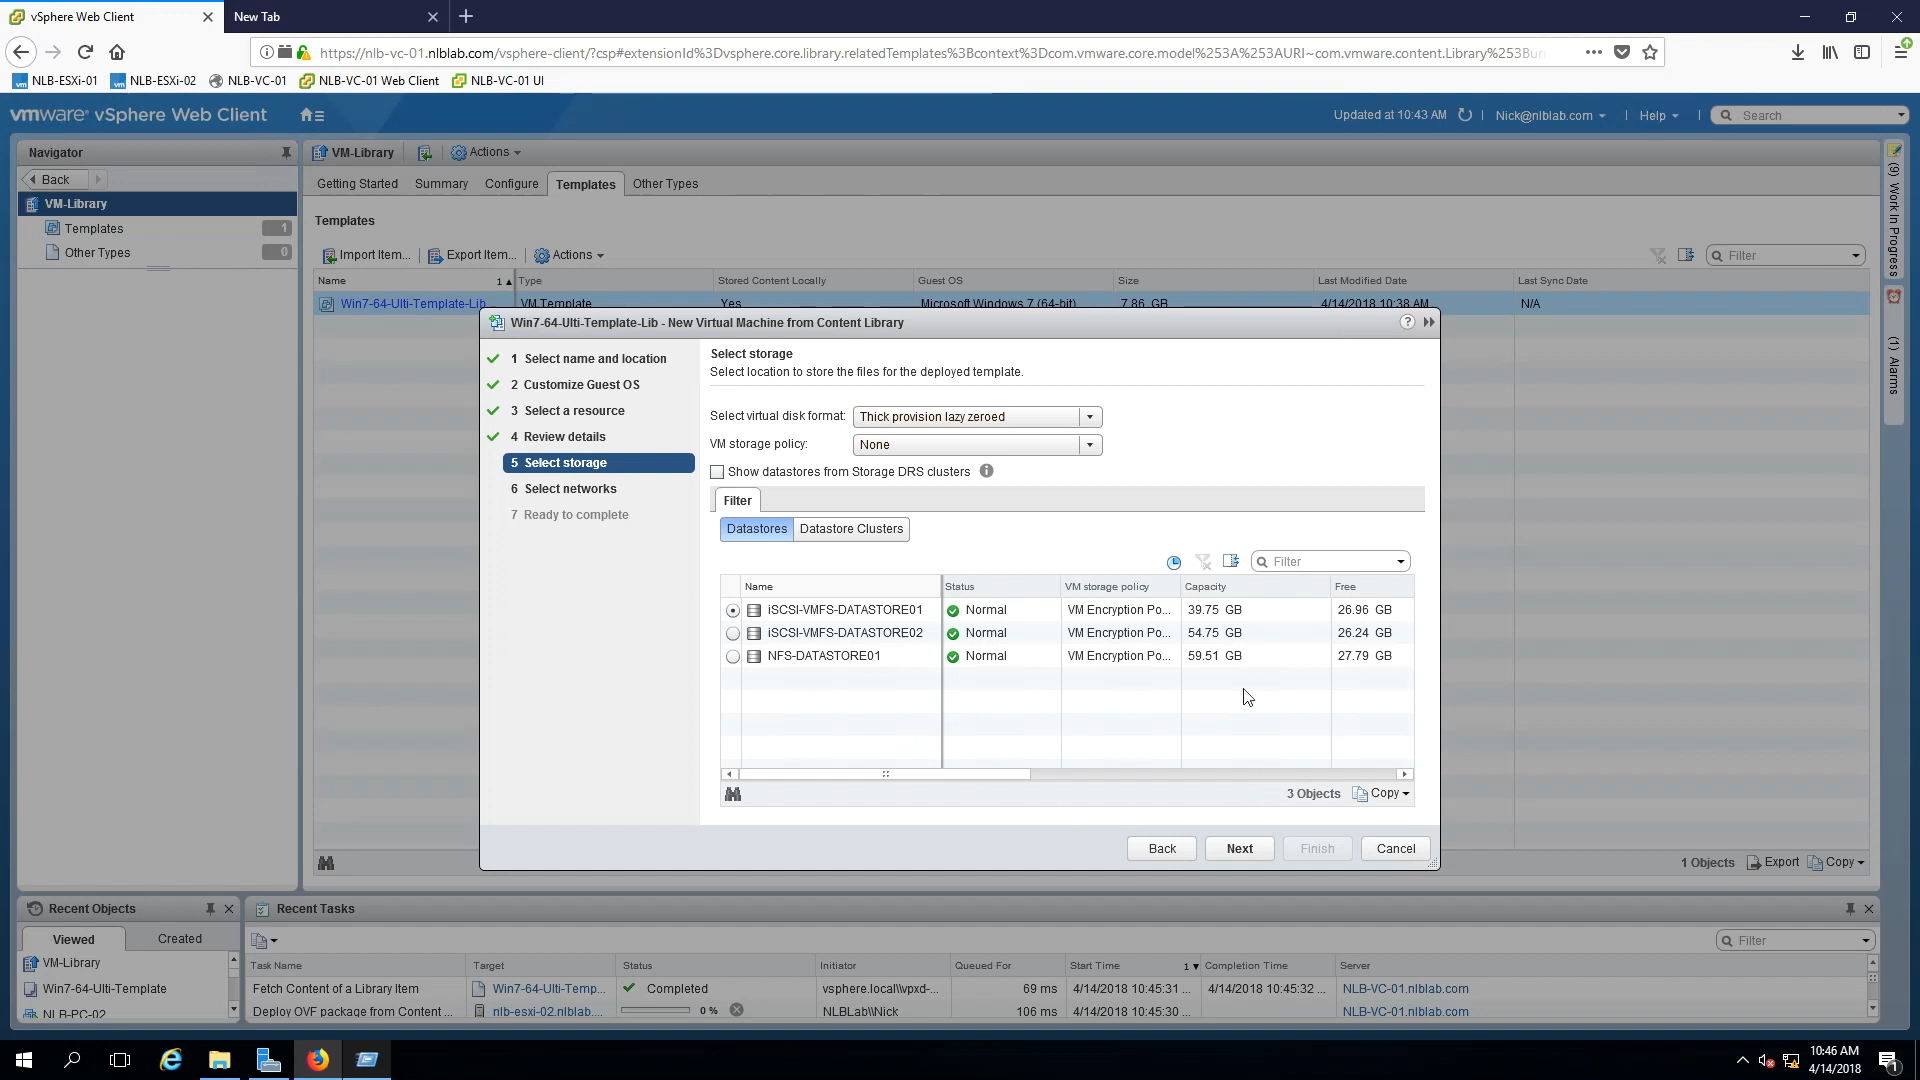 vSphere Web Client
New Tab
https://nlb-vc-01.nlblab.com/vsphere-client/?csp#extensionId%3Dvsphere.core.library.relatedTemplates%3Bcontext%3Dcom.vmware.core.model%253A%253AURI~com.vmware.content.Library%253Bur
NLB-ESXi-01
NLB-ESXi-02
NLB-VC-01
NLB-VC-01 Web Client
NLB-VC-01 UI
vmware® vSphere Web Client
Updated at 10:43 AM
Nick@nlblab.com
Help
Search
Navigator
Back
VM-Library
Templates 1
Other Types 0
VM-Library
Actions
Getting Started Summary Configure Templates Other Types
Templates
Import Item...
Export Item...
Actions
Filter
Name 1 Type Stored Content Locally Guest OS Size Last Modified Date Last Sync Date
Win7-64-Ulti-Template-Lib VM Template Yes Microsoft Windows 7 (64-bit) 7.86 GB 4/14/2018 10:38 AM N/A
(9) Work In Progress
(1) Alarms
Win7-64-Ulti-Template-Lib - New Virtual Machine from Content Library
?
1 Select name and location
2 Customize Guest OS
3 Select a resource
4 Review details
5 Select storage
6 Select networks
7 Ready to complete
Select storage
Select location to store the files for the deployed template.
Select virtual disk format: Thick provision lazy zeroed
VM storage policy: None
Show datastores from Storage DRS clusters
Filter
Datastores Datastore Clusters
Filter
Name Status VM storage policy Capacity Free
iSCSI-VMFS-DATASTORE01 Normal VM Encryption Po... 39.75 GB 26.96 GB
iSCSI-VMFS-DATASTORE02 Normal VM Encryption Po... 54.75 GB 26.24 GB
NFS-DATASTORE01 Normal VM Encryption Po... 59.51 GB 27.79 GB
3 Objects Copy
Back Next Finish Cancel
1 Objects Export Copy
Recent Objects
Viewed Created
VM-Library
Win7-64-Ulti-Template
NLB-PC-02
Recent Tasks
Filter
Task Name Target Status Initiator Queued For Start Time 1 Completion Time Server
Fetch Content of a Library Item Win7-64-Ulti-Temp... Completed vsphere.local\\vpxd-... 69 ms 4/14/2018 10:45:31 ... 4/14/2018 10:45:32 ... NLB-VC-01.nlblab.com
Deploy OVF package from Content ... nlb-esxi-02.nlblab.... 0 % NLBLab\\Nick 106 ms 4/14/2018 10:45:30 ... NLB-VC-01.nlblab.com
10:46 AM
4/14/2018
1